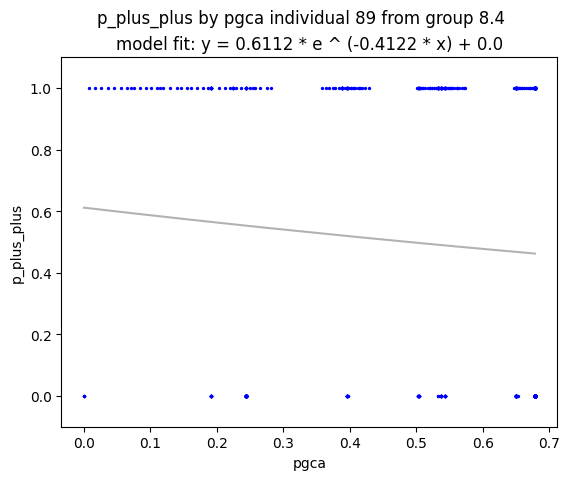 p_plus_plus by pgca individual 89 from group 8.4
model fit: y = 0.6112 * e ^ (-0.4122 * x) + 0.0
1.0
0.8
0.6
0.4
0.2
0.0
p_plus_plus
0.0 0.1 0.2 0.3 0.4 0.5 0.6 0.7
pgca